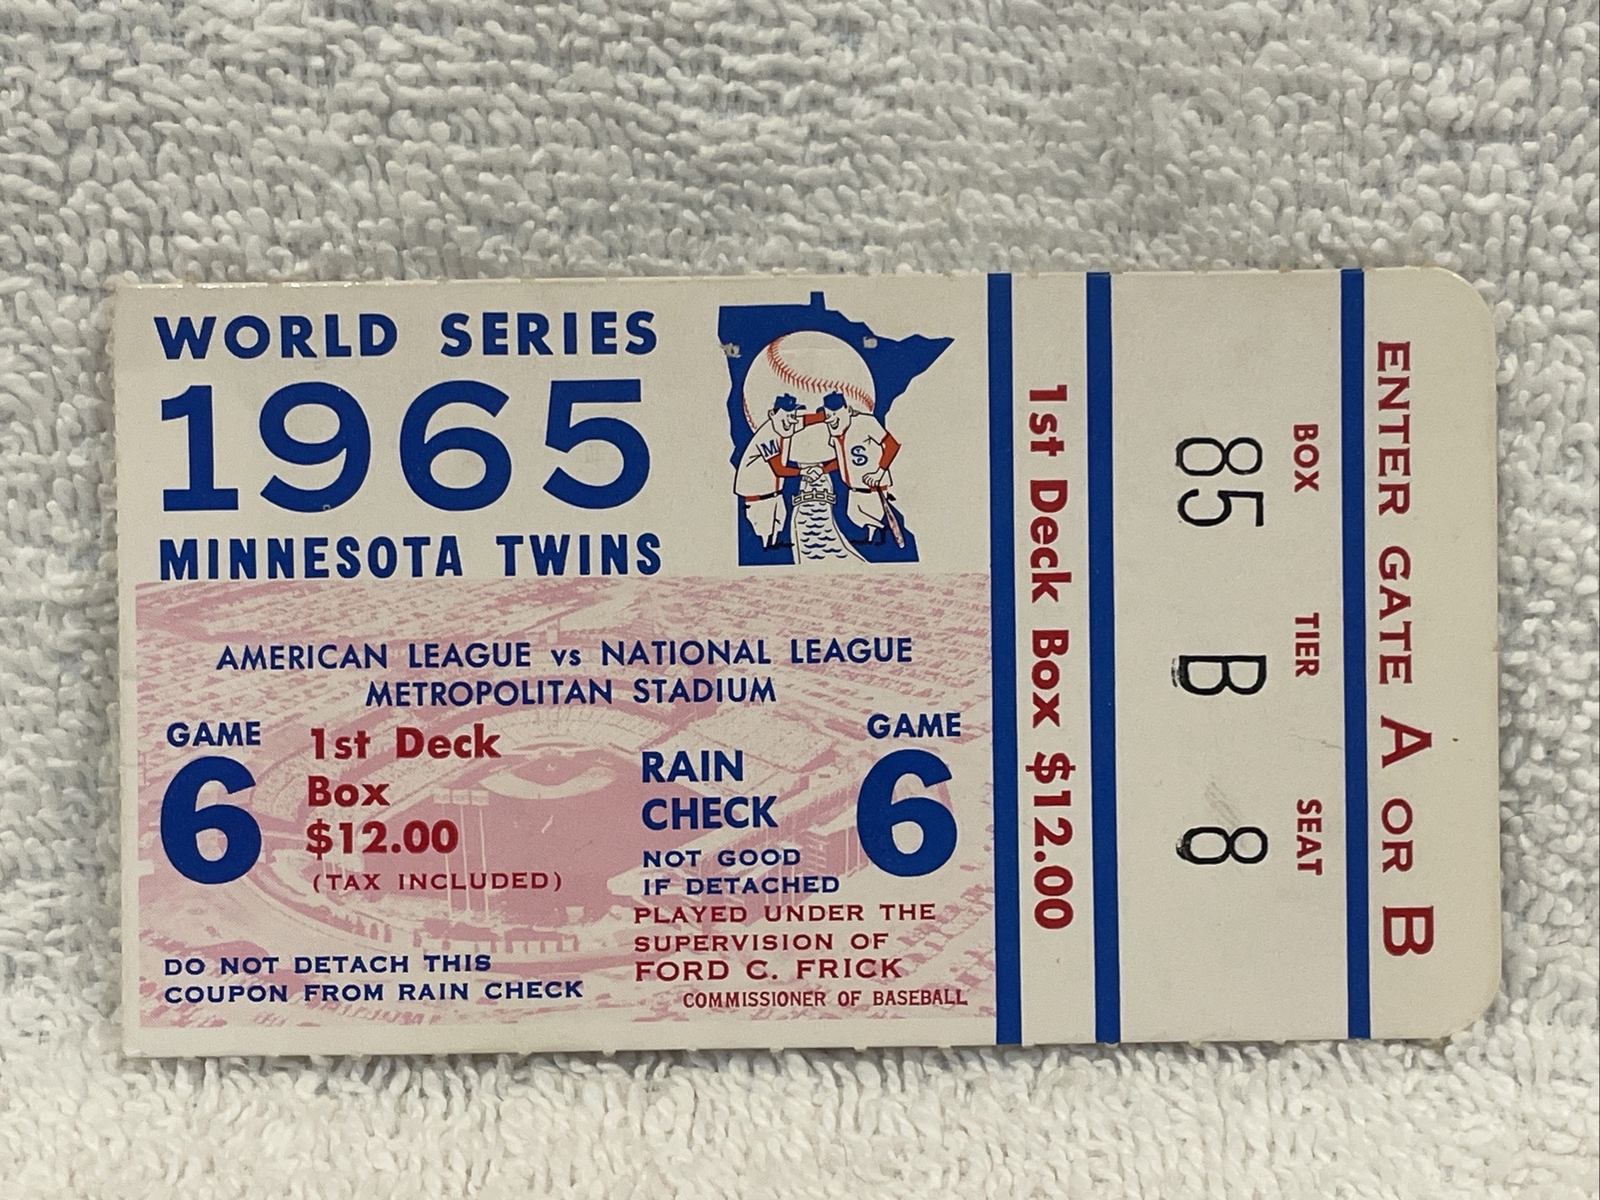 WORLD SERIES
1965
MINNESOTA TWINS
M
S
AMERICAN LEAGUE vs NATIONAL LEAGUE
METROPOLITAN STADIUM
GAME
6
1st Deck
Box
$12.00
(TAX INCLUDED)
RAIN
CHECK
NOT GOOD
IF DETACHED
GAME
6
PLAYED UNDER THE
SUPERVISION OF
FORD C. FRICK
COMMISSIONER OF BASEBALL
DO NOT DETACH THIS
COUPON FROM RAIN CHECK
1st Deck Box $12.00
BOX TIER SEAT
85 B 8
ENTER GATE A OR B